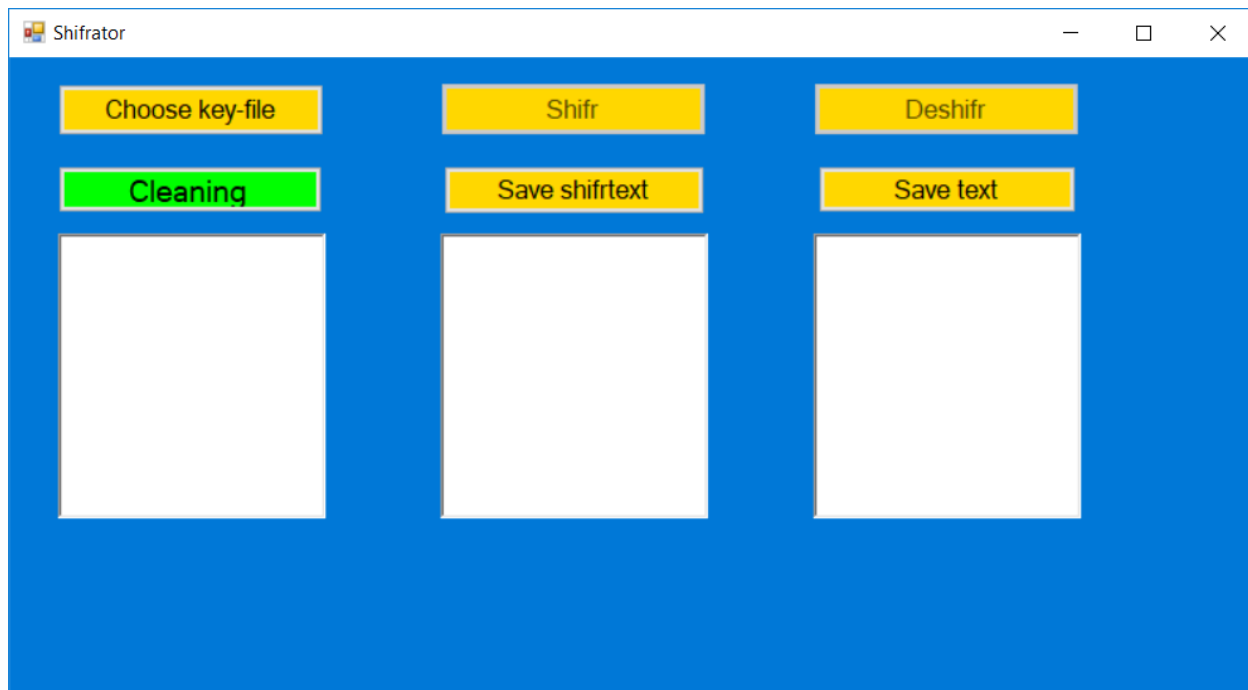 Shifrator
Choose key-file
Shifr
Deshifr
Cleaning
Save shifrtext
Save text